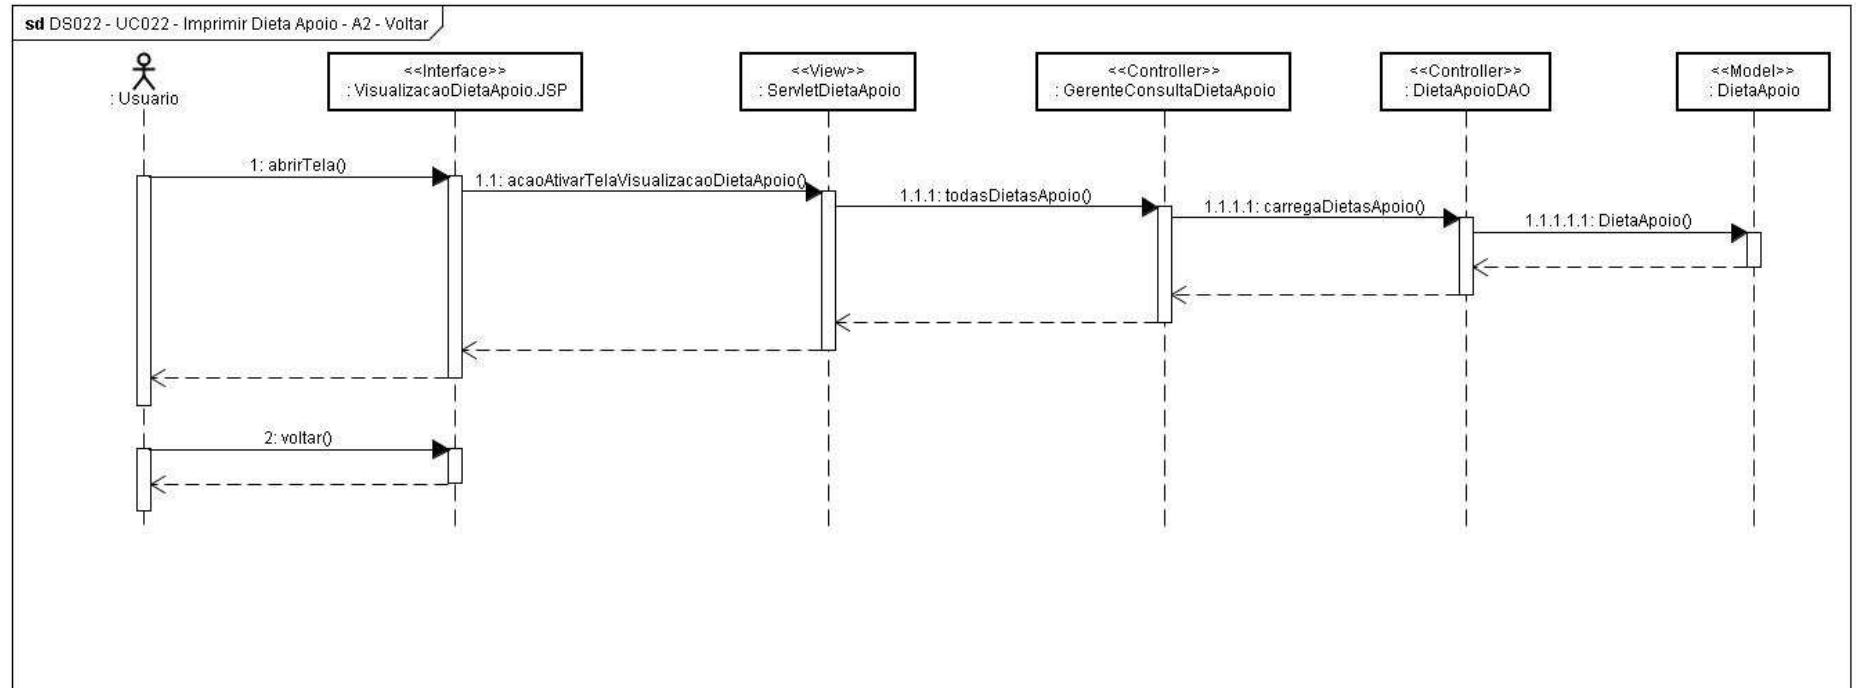 sd DS022 - UC022 - Imprimir Dieta Apoio - A2 - Voltar
: Usuario
<<Interface>>
: VisualizacaoDietaApoio.JSP
<<View>>
: ServletDietaApoio
<<Controller>>
: GerenteConsultaDietaApoio
<<Controller>>
: DietaApoioDAO
<<Model>>
: DietaApoio
1: abrirTela()
1.1: acaoAtivarTelaVisualizacaoDietaApoio()
1.1.1: todasDietasApoio()
1.1.1.1: carregaDietasApoio()
1.1.1.1.1: DietaApoio()
2: voltar()